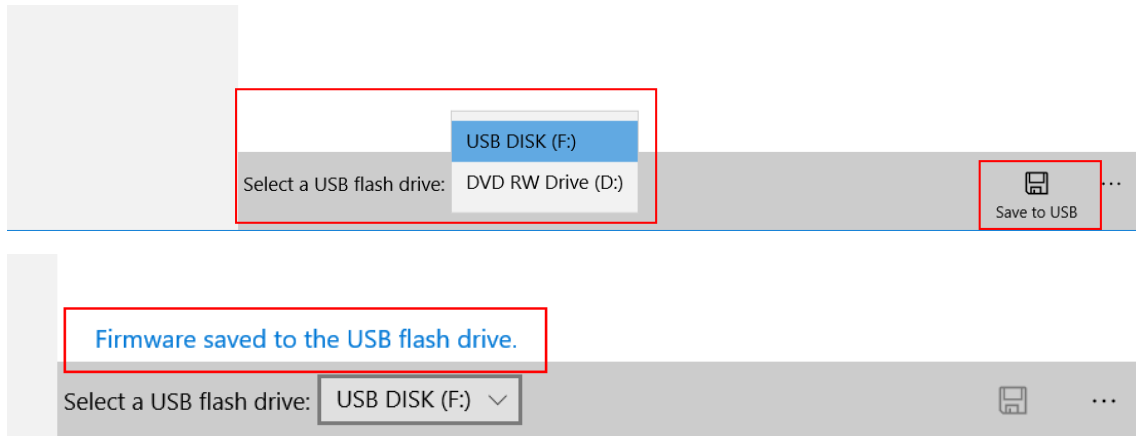 USB DISK (F:)
Select a USB flash drive: DVD RW Drive (D:)
...
Save to USB
Firmware saved to the USB flash drive.
Select a USB flash drive: USB DISK (F:)
...